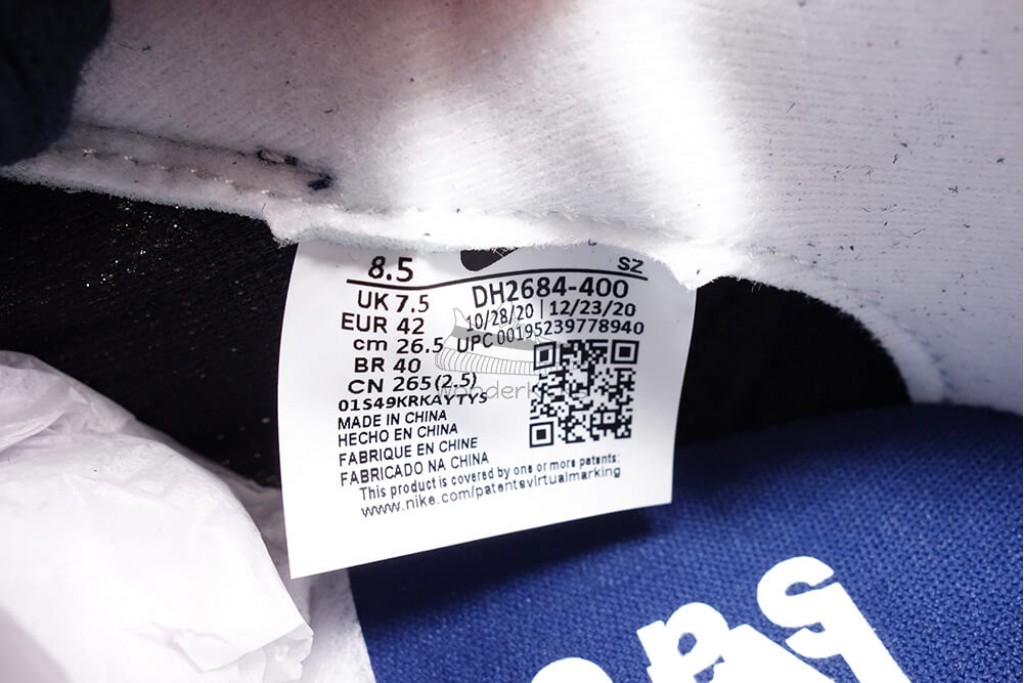 8.5
SZ
UK 7.5
DH2684-400
EUR 42
10/28/20 | 12/23/20
cm 26.5
UPC 00195239778940
BR 40
CN 265(2.5)
01S49KRKAYTY5
MADE IN CHINA
HECHO EN CHINA
FABRIQUE EN CHINE
FABRICADO NA CHINA
This product is covered by one or more patents:
www.nike.com/patentsvirtualmarking